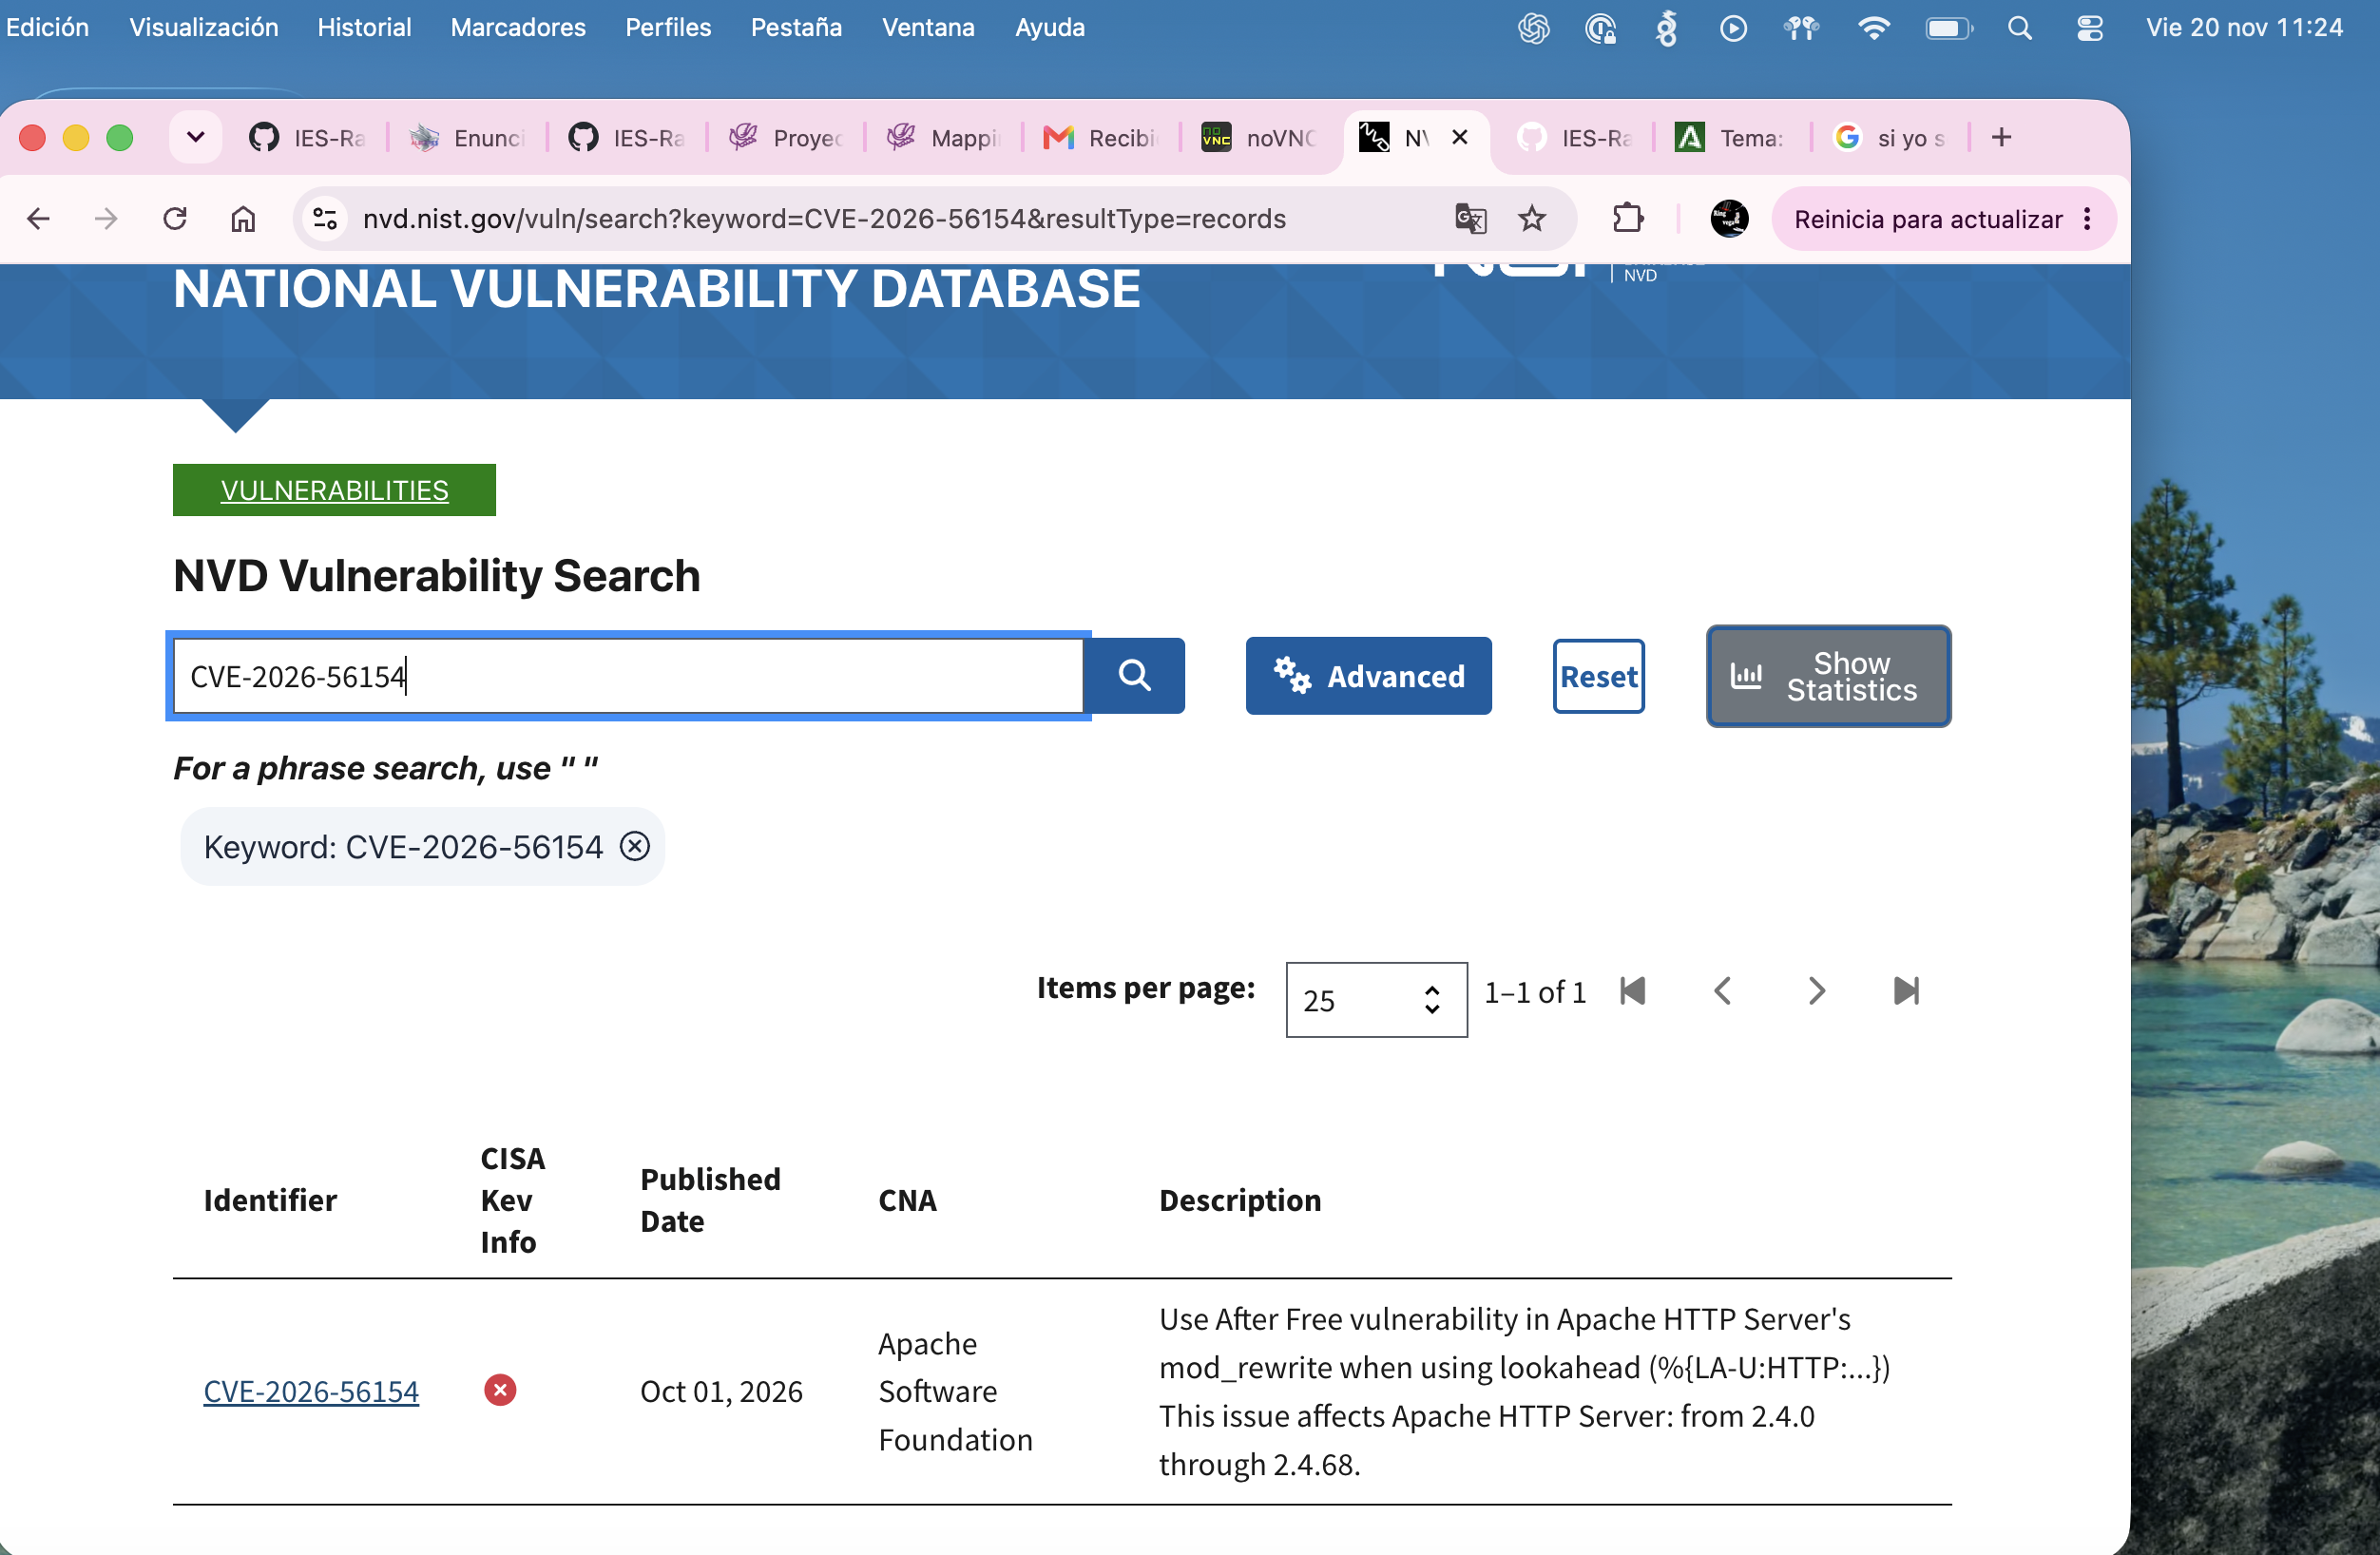 Edición Visualización Historial Marcadores Perfiles Pestaña Ventana Ayuda Vie 20 nov 11:24
IES-Ra Enunci IES-Ra Proyec Mappi Recibi noVNC NV IES-Ra Tema: si yo s
nvd.nist.gov/vuln/search?keyword=CVE-2026-56154&resultType=records Reinicia para actualizar
NATIONAL VULNERABILITY DATABASE
NVD
VULNERABILITIES
NVD Vulnerability Search
CVE-2026-56154 Advanced Reset Show
Statistics
For a phrase search, use " "
Keyword: CVE-2026-56154
Items per page: 25 1–1 of 1
Identifier CISA Kev Info Published Date CNA Description
CVE-2026-56154 Oct 01, 2026 Apache Software Foundation
Use After Free vulnerability in Apache HTTP Server's
mod_rewrite when using lookahead (%{LA-U:HTTP:...})
This issue affects Apache HTTP Server: from 2.4.0
through 2.4.68.